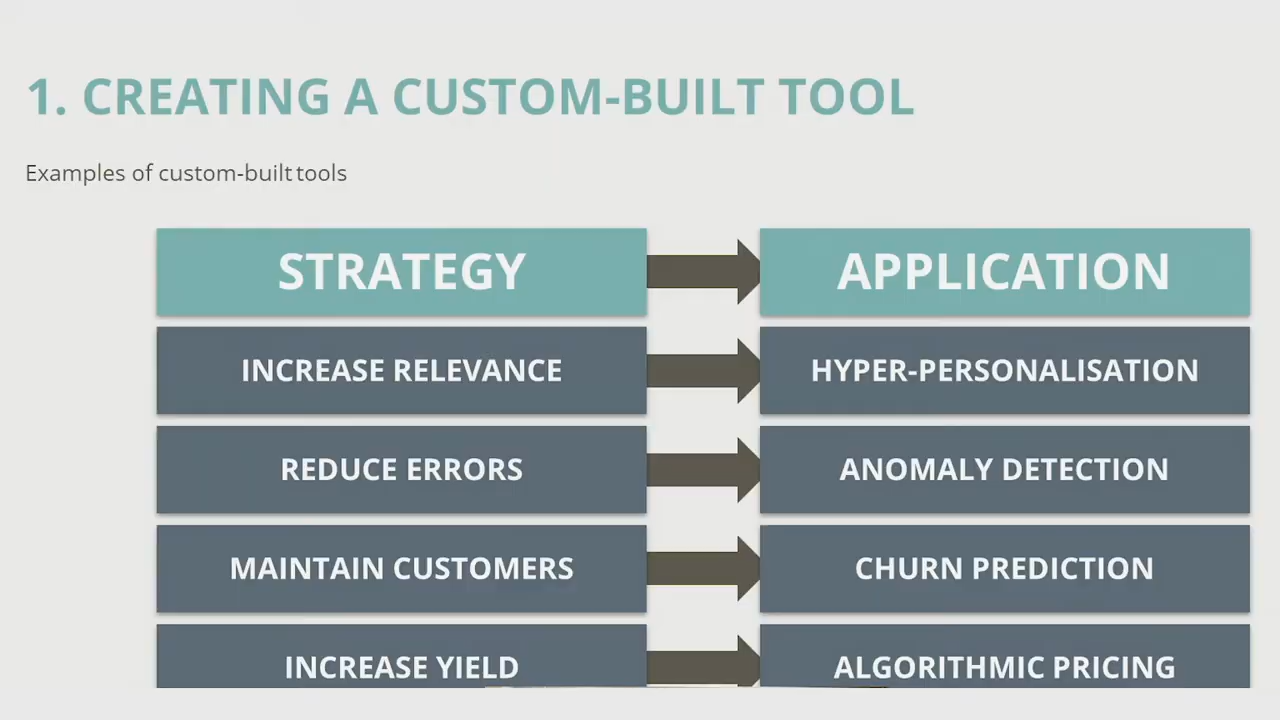 1. CREATING A CUSTOM-BUILT TOOL
Examples of custom-built tools
STRATEGY
APPLICATION
INCREASE RELEVANCE
HYPER-PERSONALISATION
REDUCE ERRORS
ANOMALY DETECTION
MAINTAIN CUSTOMERS
CHURN PREDICTION
INCREASE YIELD
ALGORITHMIC PRICING